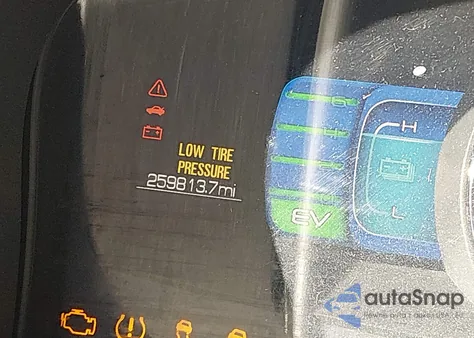 LOW TIRE
PRESSURE
259813.7mi
H
L
EV
autoSnap